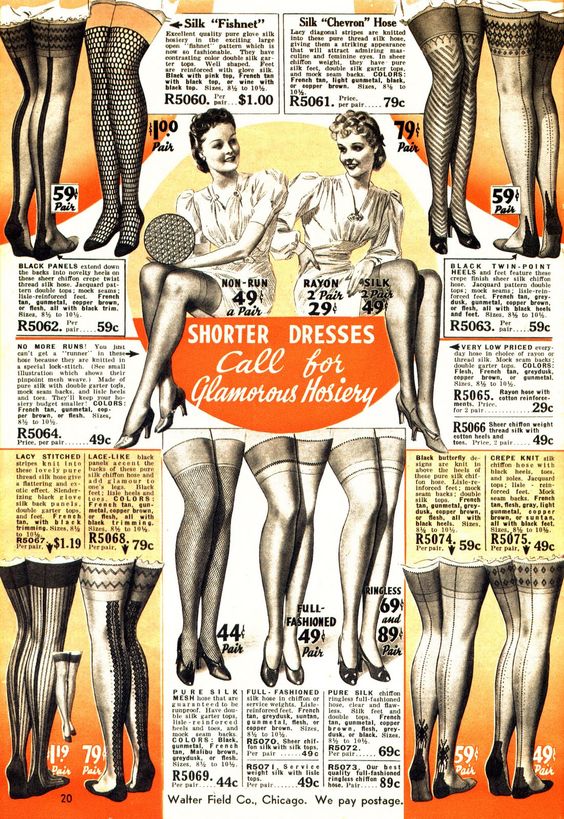 Silk "Fishnet"
Excellent quality pure glove silk
hosiery in the exciting large
open "fishnet" pattern which is
now so fashionable. They have
contrasting color double silk gar-
ter tops. Well shaped. Feet
are reinforced with glove silk.
Black with pink top, French tan
with black top, or wine with
black top. Sizes, 8½ to 10½.
R5060. Per pair... $1.00
Silk "Chevron" Hose
Lacy diagonal stripes are knitted
into these pure thread silk hose,
giving them a striking appearance
that will attract admiring mas-
culine and feminine eyes. In sheer
chiffon weight, they have pure
silk feet, double silk garter tops,
and mock seam backs. COLORS:
French tan, light gunmetal, black,
or copper brown. Sizes, 8½ to 10½.
R5061. Price, per pair.... 79c
$1.00 Pair
79¢ Pair
59¢ Pair
59¢ Pair
BLACK PANELS extend down
the backs into novelty heels on
these sheer chiffon crepe twist
thread silk hose. Jacquard pat-
tern double tops; mock seams;
lisle-reinforced feet. French
tan, gunmetal, copper brown,
or flesh, all with black trim.
Sizes, 8½ to 10½.
R5062. Per pair..... 59c
BLACK TWIN-POINT
HEELS and feet feature these
crepe finish sheer silk chiffon
hose. Jacquard pattern double
tops; mock seams; lisle-rein-
forced feet. French tan, grey-
dusk, gunmetal, copper brown,
or flesh, all with black heels
and feet. Sizes, 8½ to 10½.
R5063. Per pair..... 59c
NON-RUN
49¢
a Pair
RAYON
2 Pair
29¢
SILK
2 Pair
49¢
SHORTER DRESSES
Call for
Glamorous Hosiery
NO MORE RUNS! You just
can't get a "runner" in these
hose because they are knitted in
a special lock-stitch. (See small
illustration which shows their
pinpoint mesh weave.) Made of
pure silk with double garter tops,
mock seam backs, and lisle heels
and toes. They'll keep your ho-
siery budget smaller! COLORS:
French tan, gunmetal, cop-
per brown, or flesh. Sizes,
8½ to 10½.
R5064.
Price, per pair........ 49c
VERY LOW PRICED every-
day hose in choice of rayon or
thread silk. Mock seam backs;
double garter tops. COLORS:
Flesh, French tan, greydusk,
copper brown, or gunmetal.
Sizes, 8½ to 10½.
R5065. Rayon hose with
cotton reinforce-
ments. Price,
for 2 pair............ 29c
R5066 Sheer chiffon weight
thread silk with
cotton heels and
toes. Price, 2 pair.... 49c
LACY STITCHED
stripes knit into
these lovely pure
thread silk hose give
a flattering and ex-
otic effect. Slender-
izing black glove
silk back panels,
double garter tops,
and feet. French
tan, with black
trimming. Sizes, 8½
to 10½.
R5067.
Per pair, $1.19
LACE-LIKE black
panels accent the
backs of these pure
silk chiffon hose and
add glamour to
one's legs. Black
feet; lisle heels and
toes. COLORS:
French tan, gun-
metal, copper brown,
or flesh, all with
black trimming.
Sizes, 8½ to 10½.
R5068.
Per pair, 79c
Black butterfly de-
signs are knit in
above the heels of
these pure silk chif-
fon hose. Lisle-re-
inforced feet; mock
seam backs; double
silk tops. French
tan, gunmetal, grey-
dusk, copper brown,
or flesh, all with
black heels. Sizes,
8½ to 10½.
R5074.
Per pair, 59c
CREPE KNIT silk
chiffon hose with
black heels, toes,
and soles. Jacquard
tops; lisle-rein-
forced feet. Mock
seam backs. French
tan, flesh, gray, light
gunmetal, copper
brown, or suntan,
all with black feet.
Sizes, 8½ to 10½.
R5075.
Per pair, 49c
44¢ Pair
FULL-
FASHIONED
49¢ Pair
RINGLESS
69¢
and
89¢ Pair
$1.19 Pair
79¢ Pair
59¢ Pair
49¢ Pair
PURE SILK
MESH hose that are
guaranteed to be
runproof. Have dou-
ble silk garter tops,
lisle-reinforced
heels and toes, and
mock seam backs.
COLORS: Black,
gunmetal, French
tan, Malibu brown,
greydusk, or flesh.
Sizes, 8½ to 10½.
R5069.
Per pair.. 44c
FULL-FASHIONED
silk hose in chiffon or
service weights. Lisle-
reinforced feet. French
tan, greydusk, suntan,
gunmetal, flesh, or cop-
per brown. Sizes, 8½
to 10½.
R5070. Sheer chif-
fon silk with silk tops.
Per pair........ 49c
R5071. Service
weight silk with lisle
tops.
Per pair...... 49c
PURE SILK chiffon
ringless full-fashioned
hose, clear and flaw-
less. Silk feet and
double tops. French
tan, gunmetal, copper
brown, flesh, grey-
dusk, or black. Sizes,
8½ to 10½.
R5072.
Per pair..... 69c
R5073. Our best
quality full-fashioned
ringless chiffon silk
hose. Pair.. 89c
20
Walter Field Co., Chicago. We pay postage.